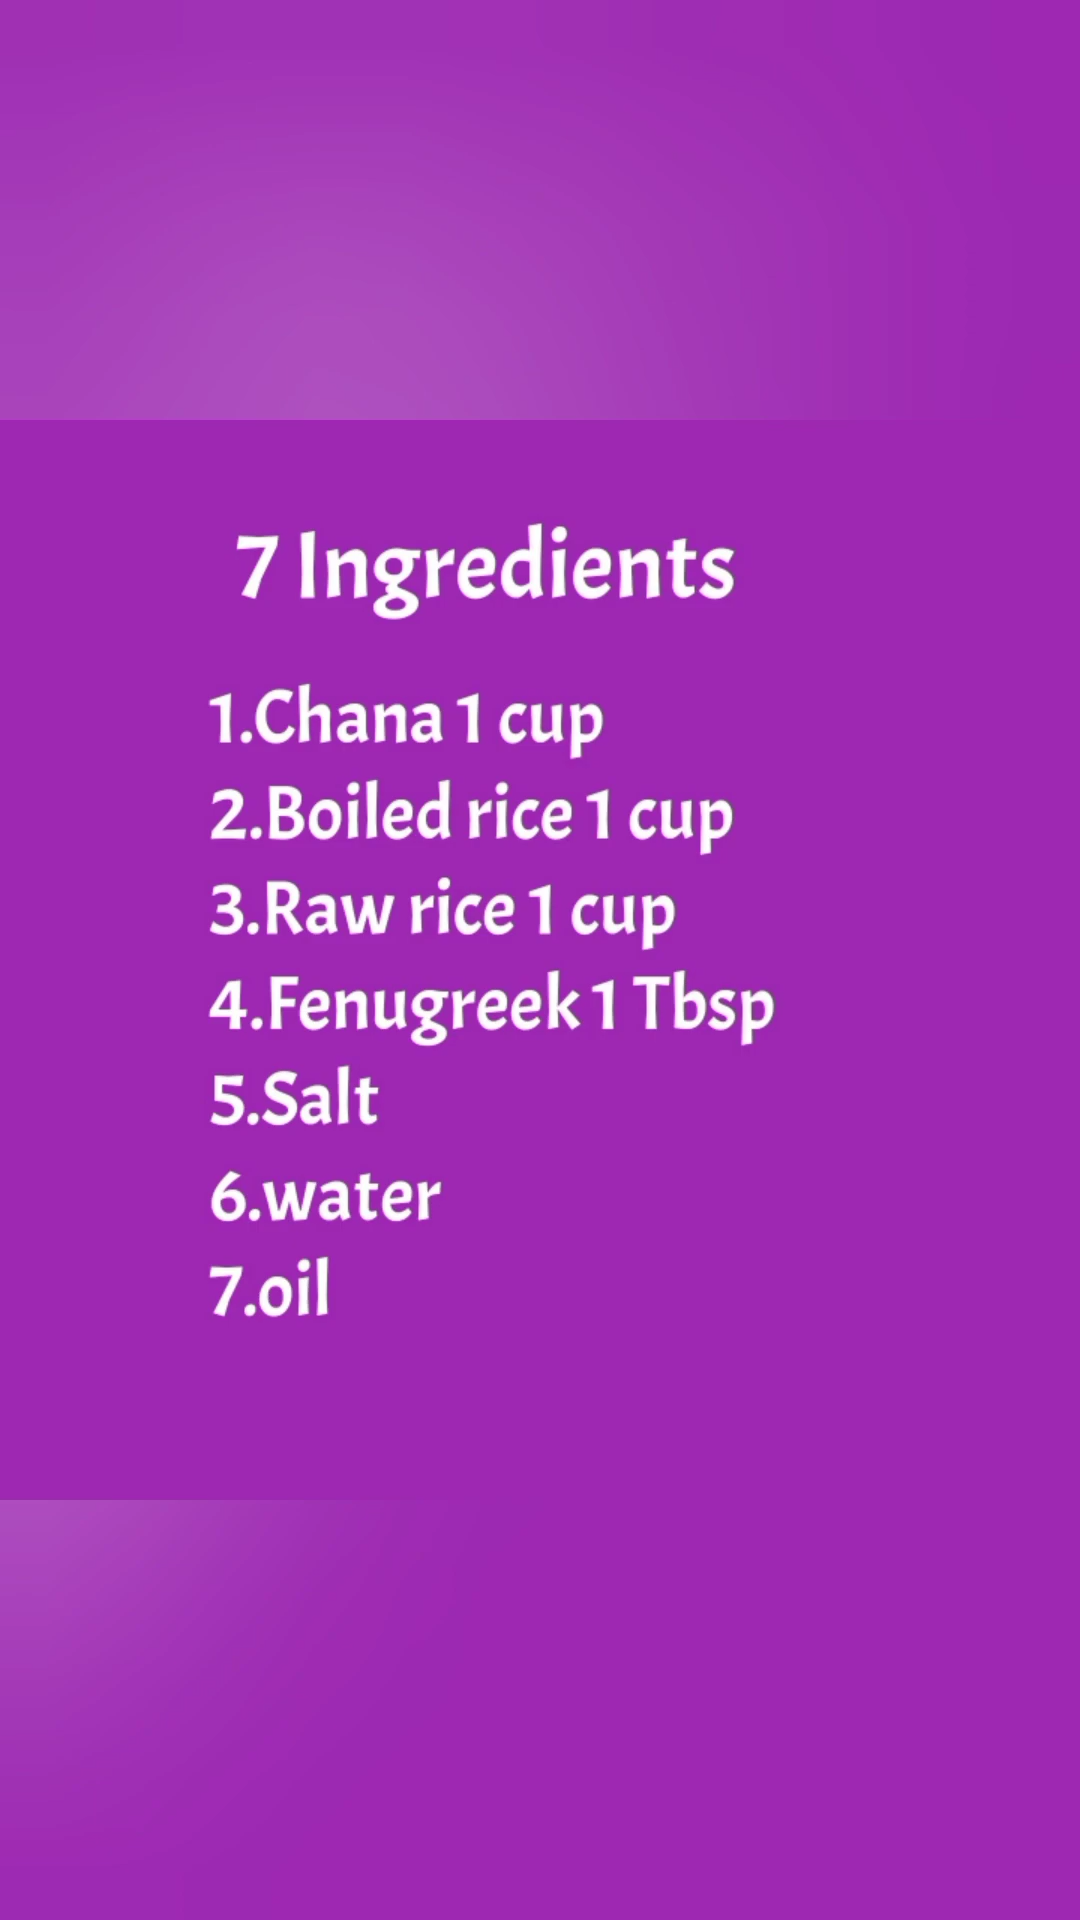 7 Ingredients
1.Chana 1 cup
2.Boiled rice 1 cup
3.Raw rice 1 cup
4.Fenugreek 1 Tbsp
5.Salt
6.water
7.oil